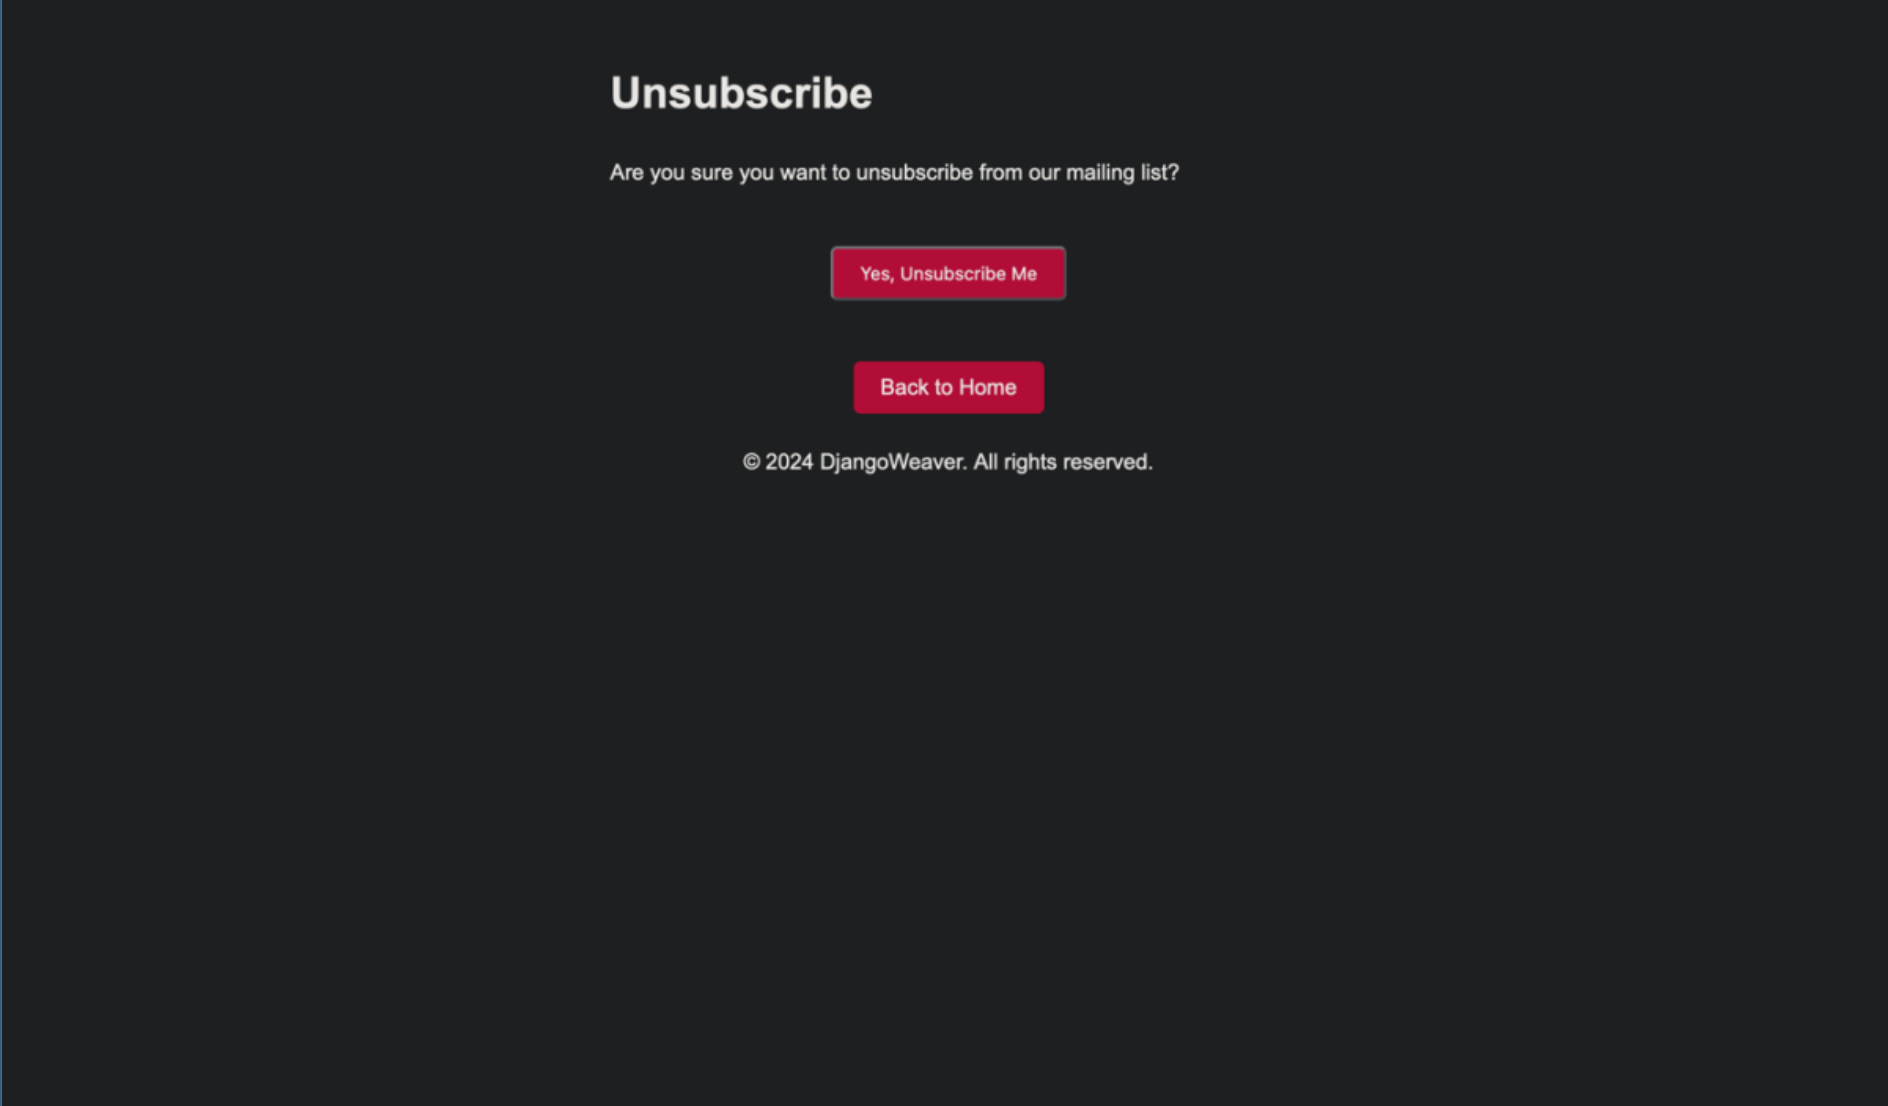 Unsubscribe
Are you sure you want to unsubscribe from our mailing list?
Yes, Unsubscribe Me
Back to Home
© 2024 DjangoWeaver. All rights reserved.